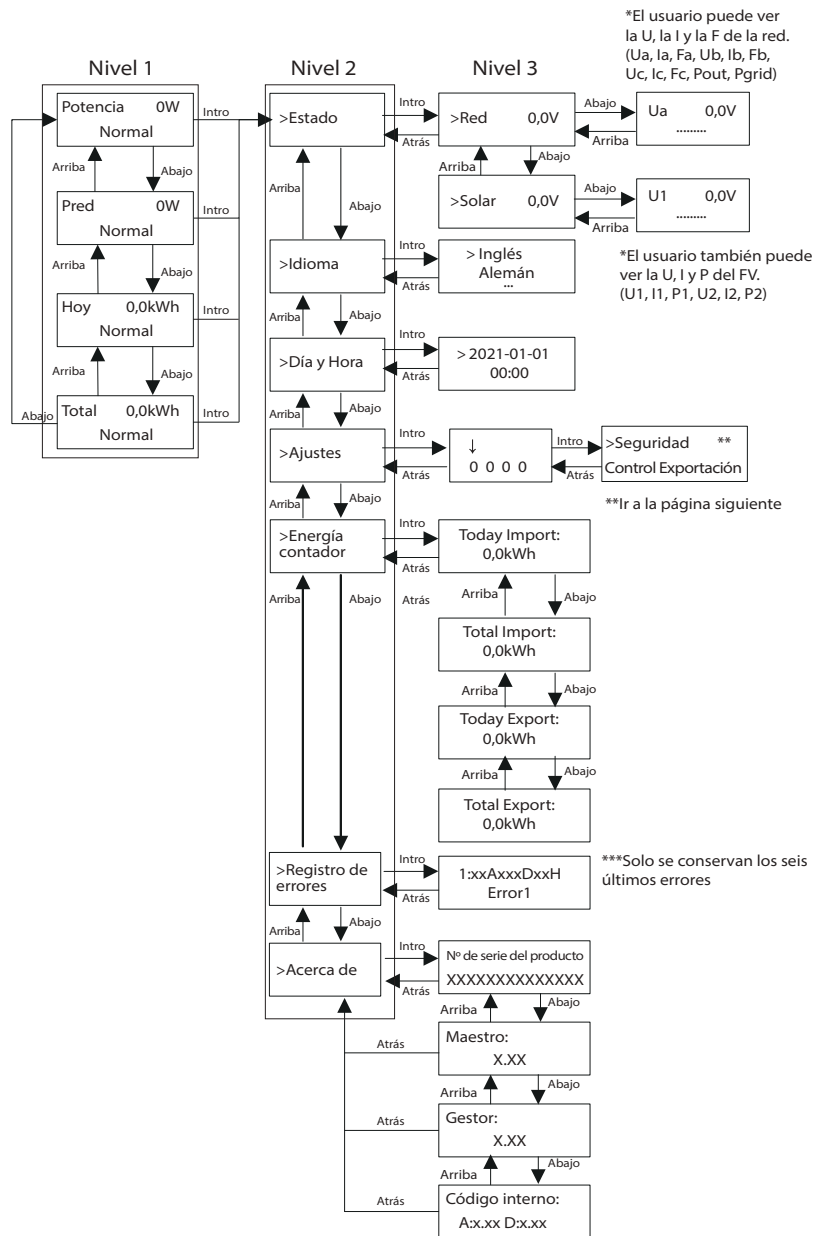 *El usuario puede ver
la U, la I y la F de la red.
(Ua, Ia, Fa, Ub, Ib, Fb,
Uc, Ic, Fc, Pout, Pgrid)
Nivel 1
Nivel 2
Nivel 3
Potencia 0W
Normal
Intro
Arriba
Abajo
Pred 0W
Normal
Intro
Arriba
Abajo
Hoy 0,0kWh
Normal
Intro
Arriba
Abajo
Abajo
Total 0,0kWh
Normal
Intro
>Estado
Intro
Atrás
Arriba
Abajo
>Red 0,0V
Abajo
Arriba
Ua 0,0V
.........
Arriba
Abajo
>Solar 0,0V
Abajo
Arriba
U1 0,0V
.........
*El usuario también puede
ver la U, I y P del FV.
(U1, I1, P1, U2, I2, P2)
>Idioma
Intro
Atrás
> Inglés
Alemán
...
Arriba
Abajo
>Día y Hora
Intro
Atrás
> 2021-01-01
00:00
Arriba
Abajo
>Ajustes
Intro
Atrás
↓
0 0 0 0
Intro
Atrás
>Seguridad **
Control Exportación
**Ir a la página siguiente
Arriba
Abajo
>Energía
contador
Intro
Atrás
Today Import:
0,0kWh
Arriba
Abajo
Atrás
Arriba
Abajo
Total Import:
0,0kWh
Arriba
Abajo
Today Export:
0,0kWh
Arriba
Abajo
Total Export:
0,0kWh
>Registro de
errores
Intro
Atrás
1:xxAxxxDxxH
Error1
***Solo se conservan los seis
últimos errores
Arriba
Abajo
>Acerca de
Intro
Atrás
Nº de serie del producto
XXXXXXXXXXXXXX
Arriba
Abajo
Atrás
Maestro:
X.XX
Arriba
Abajo
Atrás
Gestor:
X.XX
Arriba
Abajo
Atrás
Código interno:
A:x.xx D:x.xx